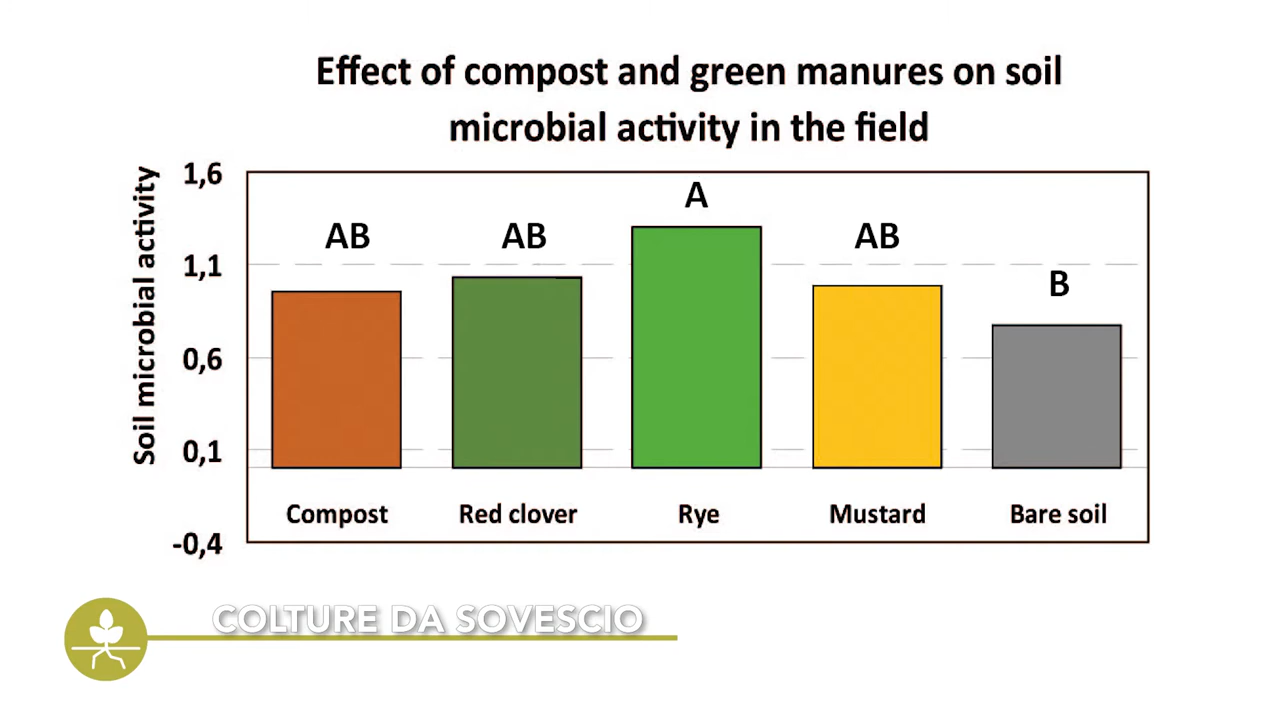 Effect of compost and green manures on soil
microbial activity in the field
Soil microbial activity
1,6
1,1
0,6
0,1
-0,4
AB
AB
A
AB
B
Compost
Red clover
Rye
Mustard
Bare soil
COLTURE DA SOVESCIO